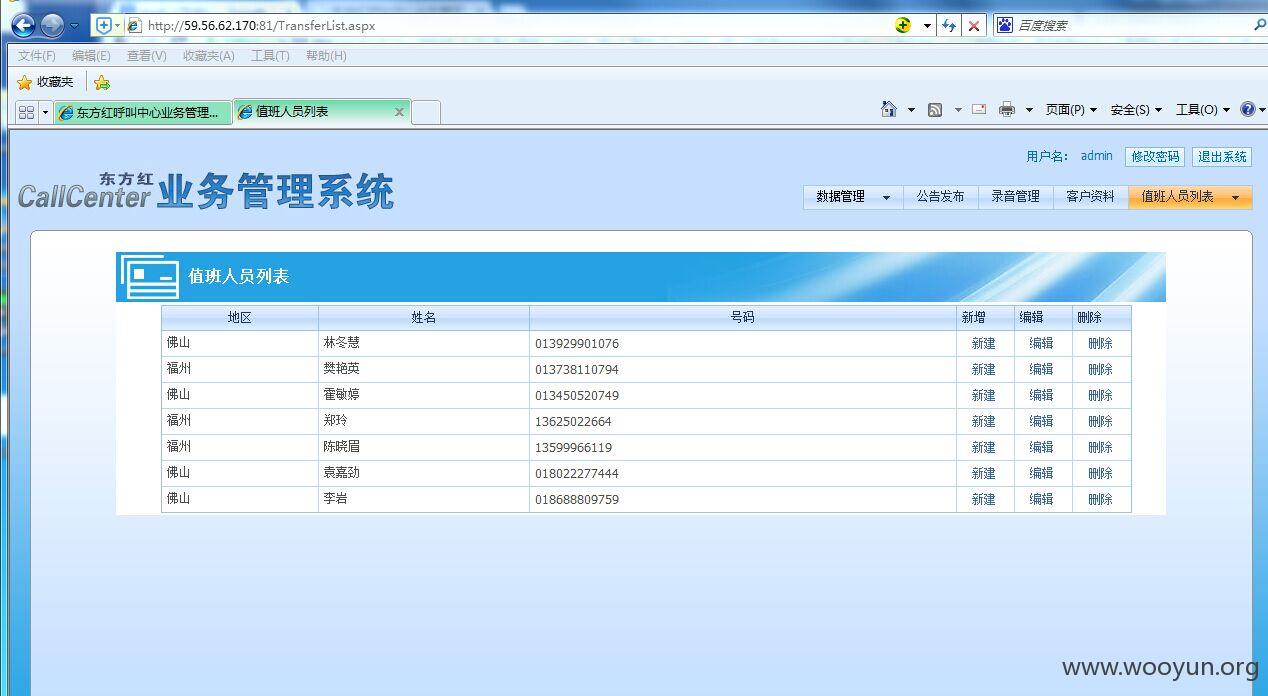 http://59.56.62.170:81/TransferList.aspx
百度搜索
文件(F) 编辑(E) 查看(V) 收藏夹(A) 工具(T) 帮助(H)
收藏夹
东方红呼叫中心业务管理... 值班人员列表
页面(P) 安全(S) 工具(O)
用户名: admin 修改密码 退出系统
东方红
CallCenter 业务管理系统
数据管理 公告发布 录音管理 客户资料 值班人员列表
值班人员列表
地区 姓名 号码 新增 编辑 删除
佛山 林冬慧 013929901076 新建 编辑 删除
福州 樊艳英 013738110794 新建 编辑 删除
佛山 霍敏婷 013450520749 新建 编辑 删除
福州 郑玲 13625022664 新建 编辑 删除
福州 陈晓眉 13599966119 新建 编辑 删除
佛山 袁嘉劲 018022277444 新建 编辑 删除
佛山 李岩 018688809759 新建 编辑 删除
www.wooyun.org